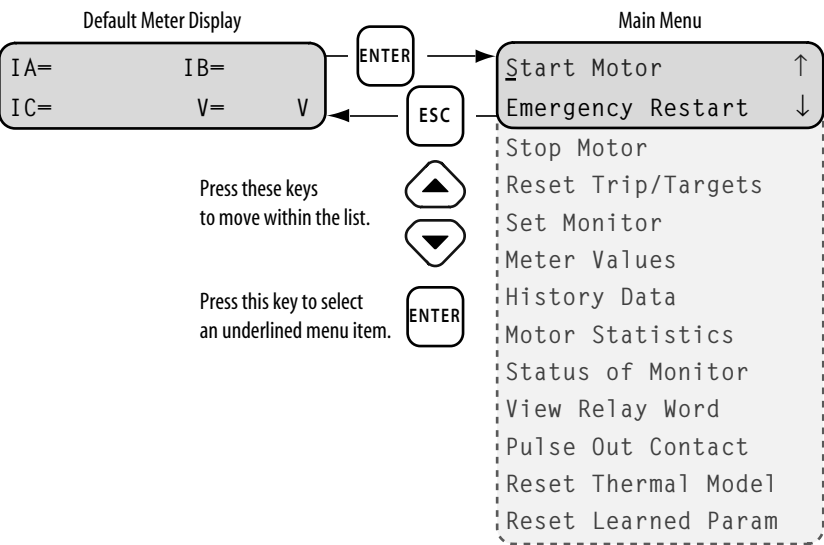 Default Meter Display
Main Menu
IA= IB=
IC= V= V
ENTER
ESC
Start Motor ↑
Emergency Restart ↓
Stop Motor
Reset Trip/Targets
Set Monitor
Meter Values
History Data
Motor Statistics
Status of Monitor
View Relay Word
Pulse Out Contact
Reset Thermal Model
Reset Learned Param
Press these keys
to move within the list.
Press this key to select
an underlined menu item.
ENTER